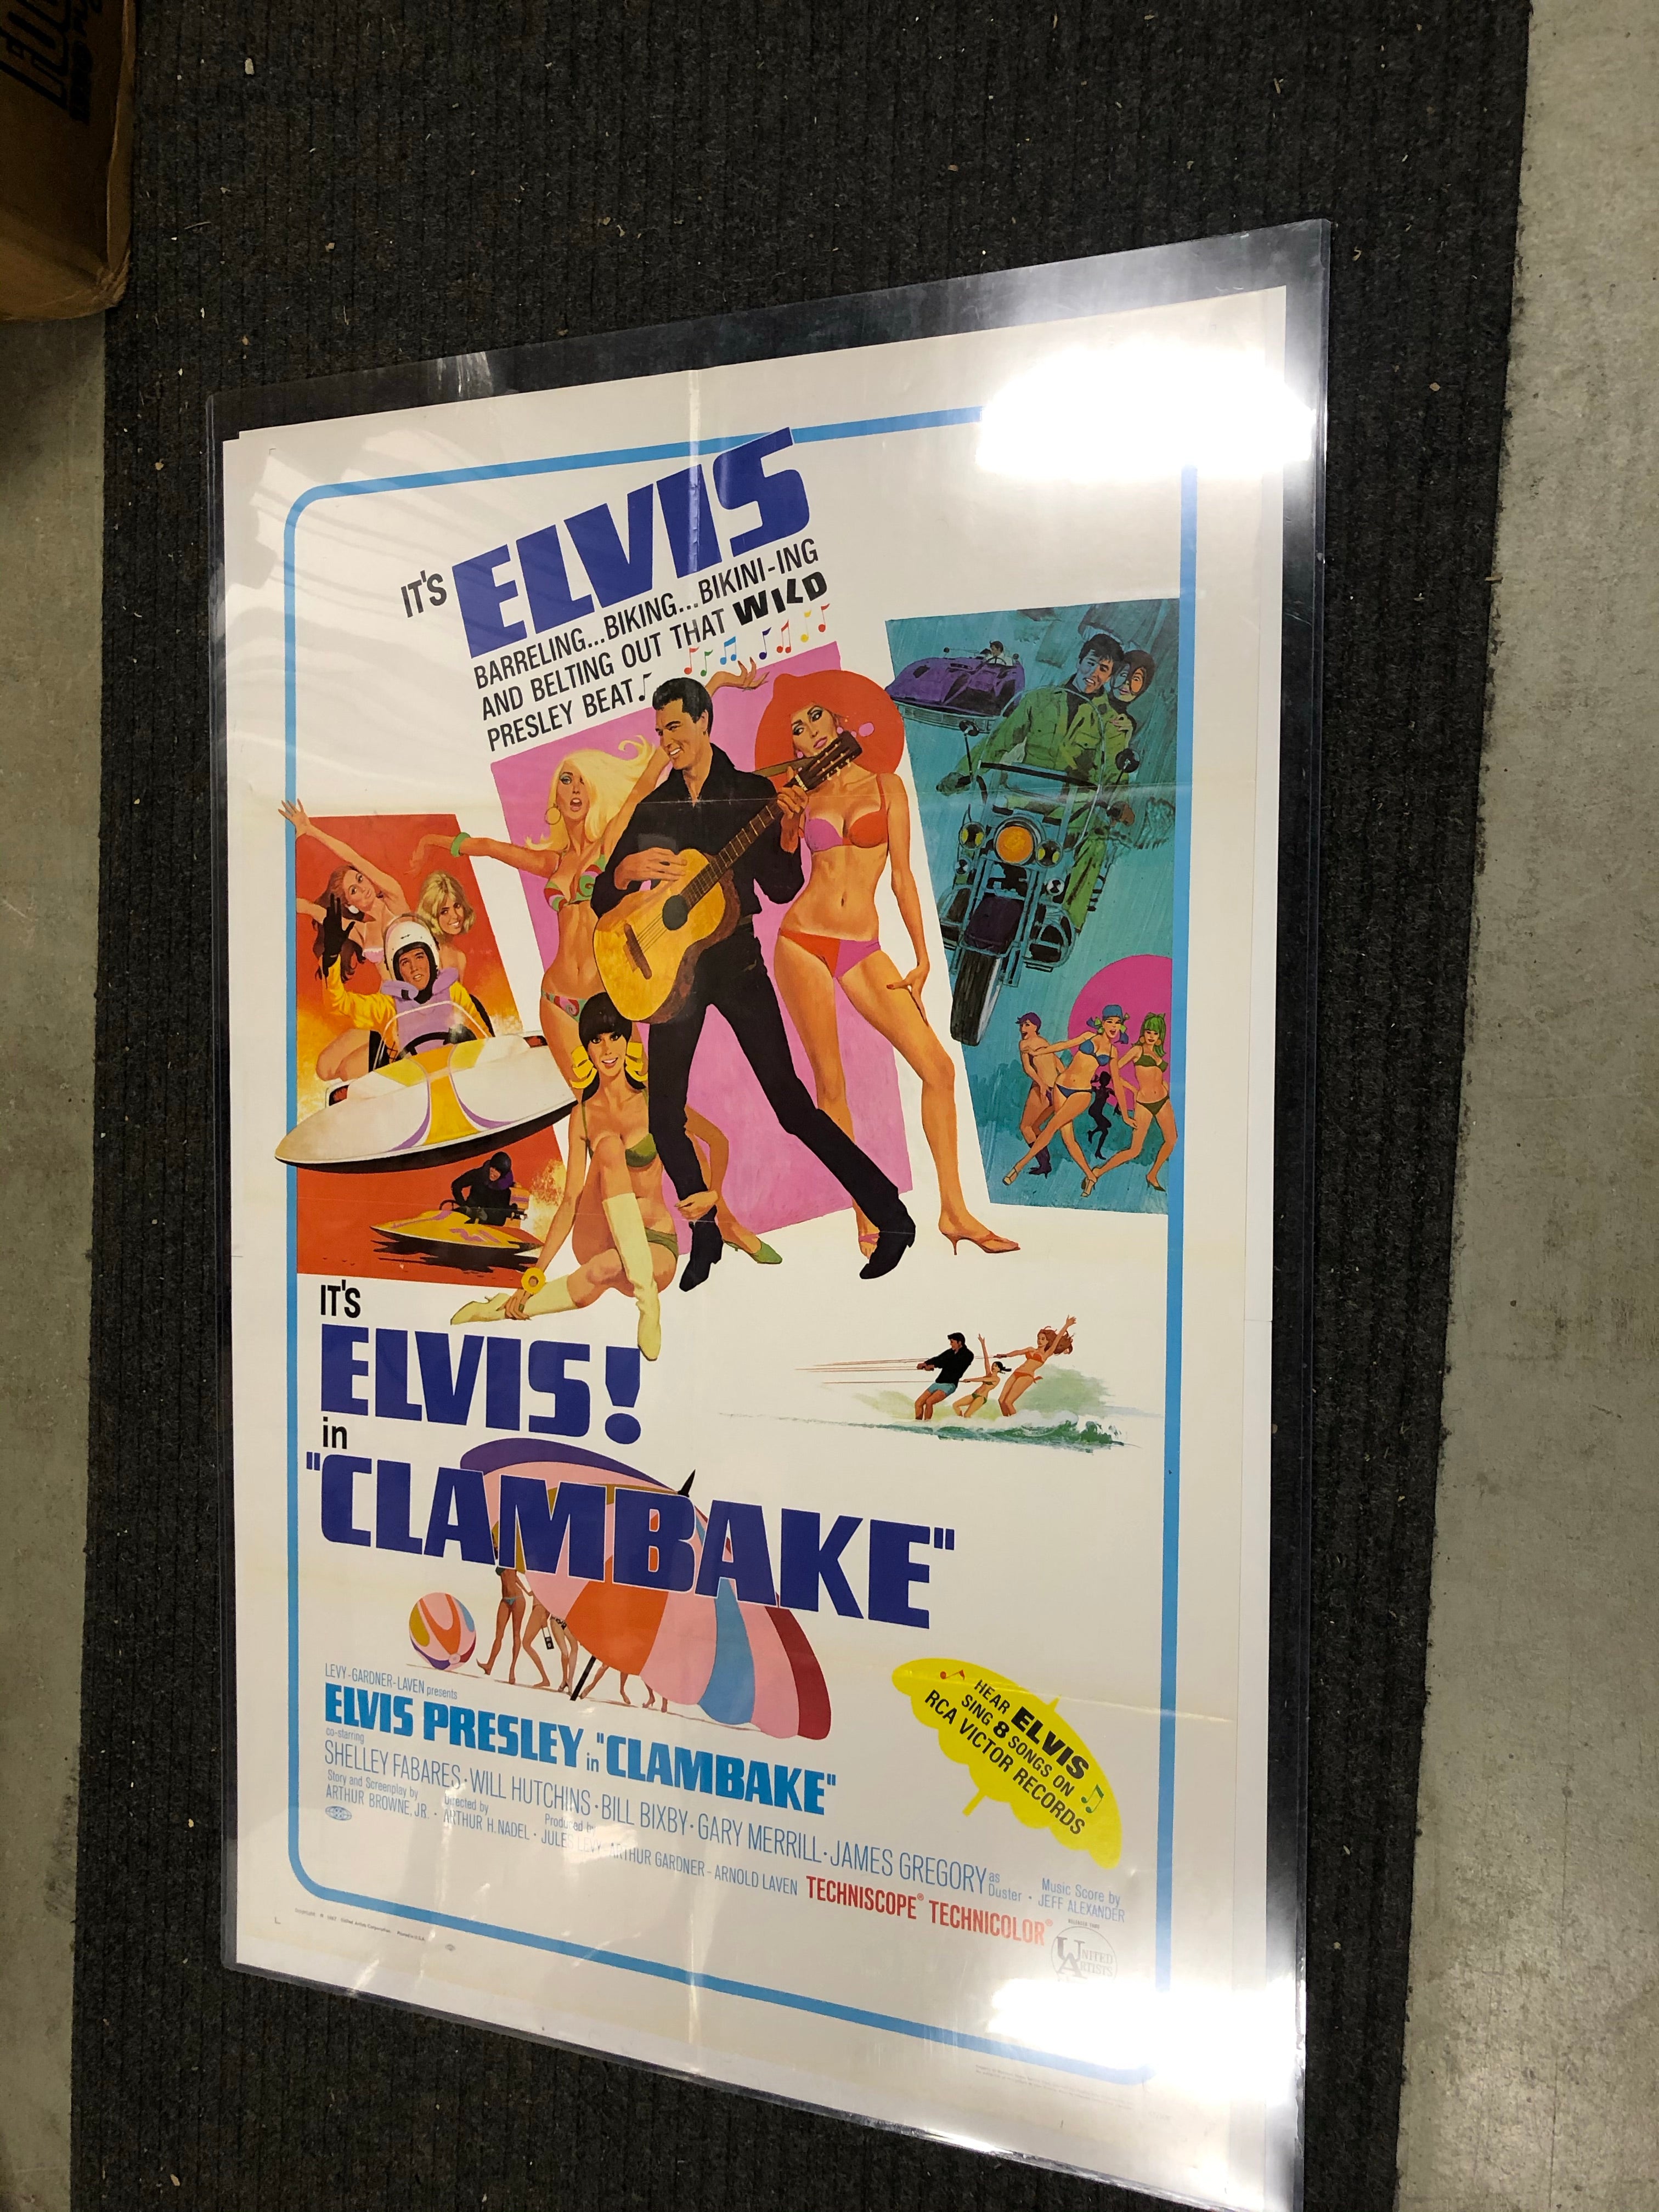 IT'S ELVIS
BARRELING...BIKING...BIKINI-ING
AND BELTING OUT THAT WILD
PRESLEY BEAT
IT'S
ELVIS!
in
"CLAMBAKE"
LEVY-GARDNER-LAVEN presents
ELVIS PRESLEY in "CLAMBAKE"
co-starring
SHELLEY FABARES · WILL HUTCHINS · BILL BIXBY · GARY MERRILL · JAMES GREGORY as Duster
Story and Screenplay by ARTHUR BROWNE, JR. · Directed by ARTHUR H. NADEL · Produced by JULES LEVY ARTHUR GARDNER - ARNOLD LAVEN
Music Score by JEFF ALEXANDER
TECHNISCOPE® TECHNICOLOR®
HEAR ELVIS
SING 8 SONGS ON
RCA VICTOR RECORDS
UNITED
ARTISTS